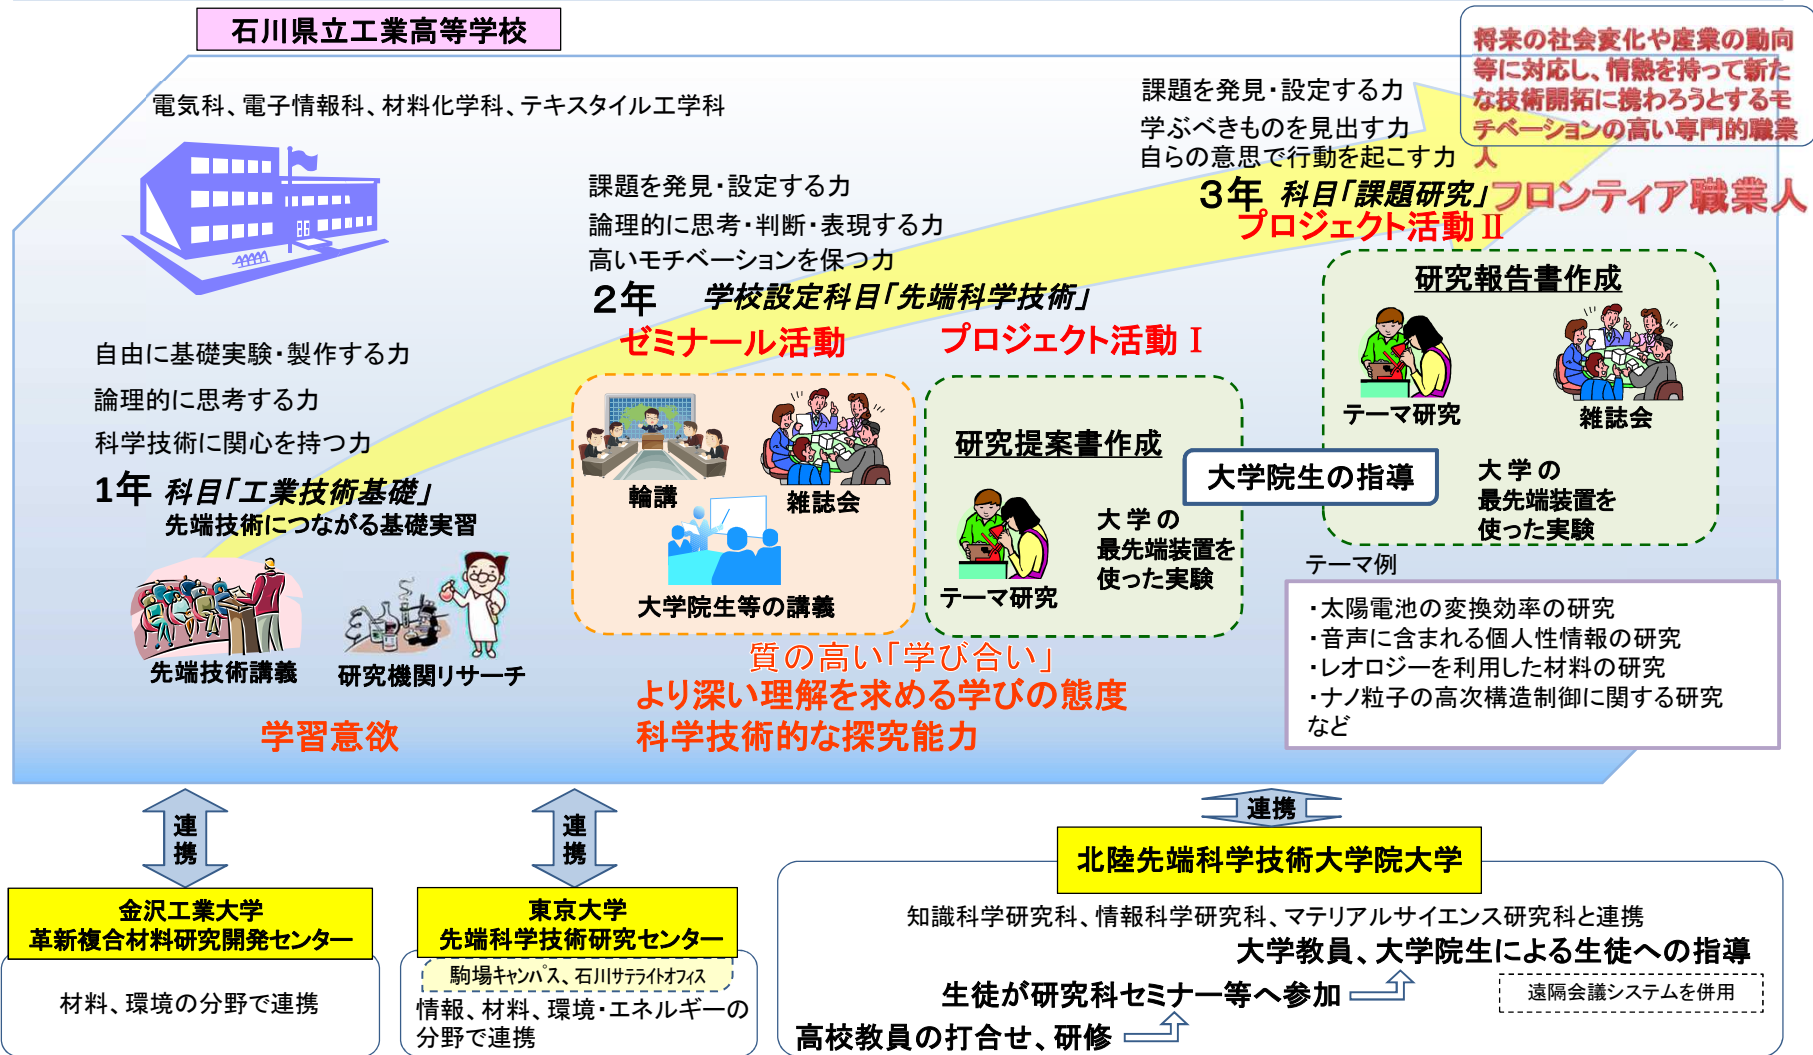 石川県立工業高等学校
電気科、電子情報科、材料化学科、テキスタイル工学科
将来の社会変化や産業の動向
等に対応し、情熱を持って新た
な技術開拓に携わろうとするモ
チベーションの高い専門的職業
人
フロンティア職業人
課題を発見・設定する力
学ぶべきものを見出す力
自らの意思で行動を起こす力
3年 科目「課題研究」
プロジェクト活動Ⅱ
研究報告書作成
テーマ研究
雑誌会
大学の
最先端装置を
使った実験
課題を発見・設定する力
論理的に思考・判断・表現する力
高いモチベーションを保つ力
2年 学校設定科目「先端科学技術」
ゼミナール活動
プロジェクト活動Ⅰ
輪講
雑誌会
大学院生等の講義
研究提案書作成
テーマ研究
大学の
最先端装置を
使った実験
大学院生の指導
自由に基礎実験・製作する力
論理的に思考する力
科学技術に関心を持つ力
1年 科目「工業技術基礎」
先端技術につながる基礎実習
先端技術講義
研究機関リサーチ
学習意欲
質の高い「学び合い」
より深い理解を求める学びの態度
科学技術的な探究能力
テーマ例
・太陽電池の変換効率の研究
・音声に含まれる個人性情報の研究
・レオロジーを利用した材料の研究
・ナノ粒子の高次構造制御に関する研究
など
連携
連携
連携
金沢工業大学
革新複合材料研究開発センター
材料、環境の分野で連携
東京大学
先端科学技術研究センター
駒場キャンパス、石川サテライトオフィス
情報、材料、環境・エネルギーの
分野で連携
北陸先端科学技術大学院大学
知識科学研究科、情報科学研究科、マテリアルサイエンス研究科と連携
大学教員、大学院生による生徒への指導
生徒が研究科セミナー等へ参加
遠隔会議システムを併用
高校教員の打合せ、研修